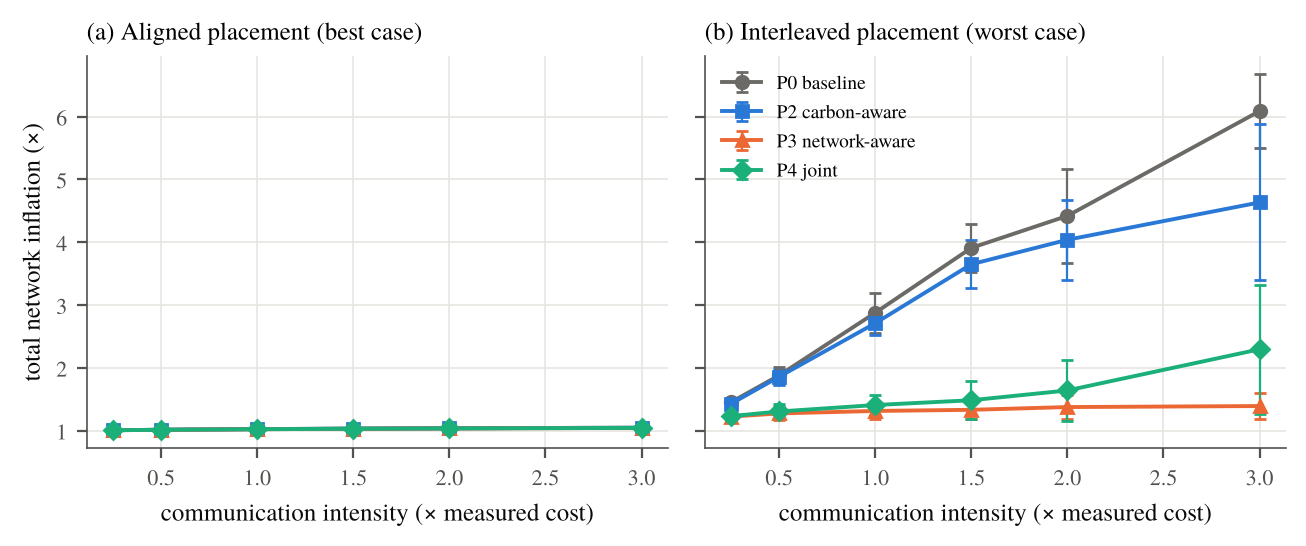 (a) Aligned placement (best case)
total network inflation (×)
6
5
4
3
2
1
0.5 1.0 1.5 2.0 2.5 3.0
communication intensity (× measured cost)
(b) Interleaved placement (worst case)
P0 baseline
P2 carbon-aware
P3 network-aware
P4 joint
0.5 1.0 1.5 2.0 2.5 3.0
communication intensity (× measured cost)